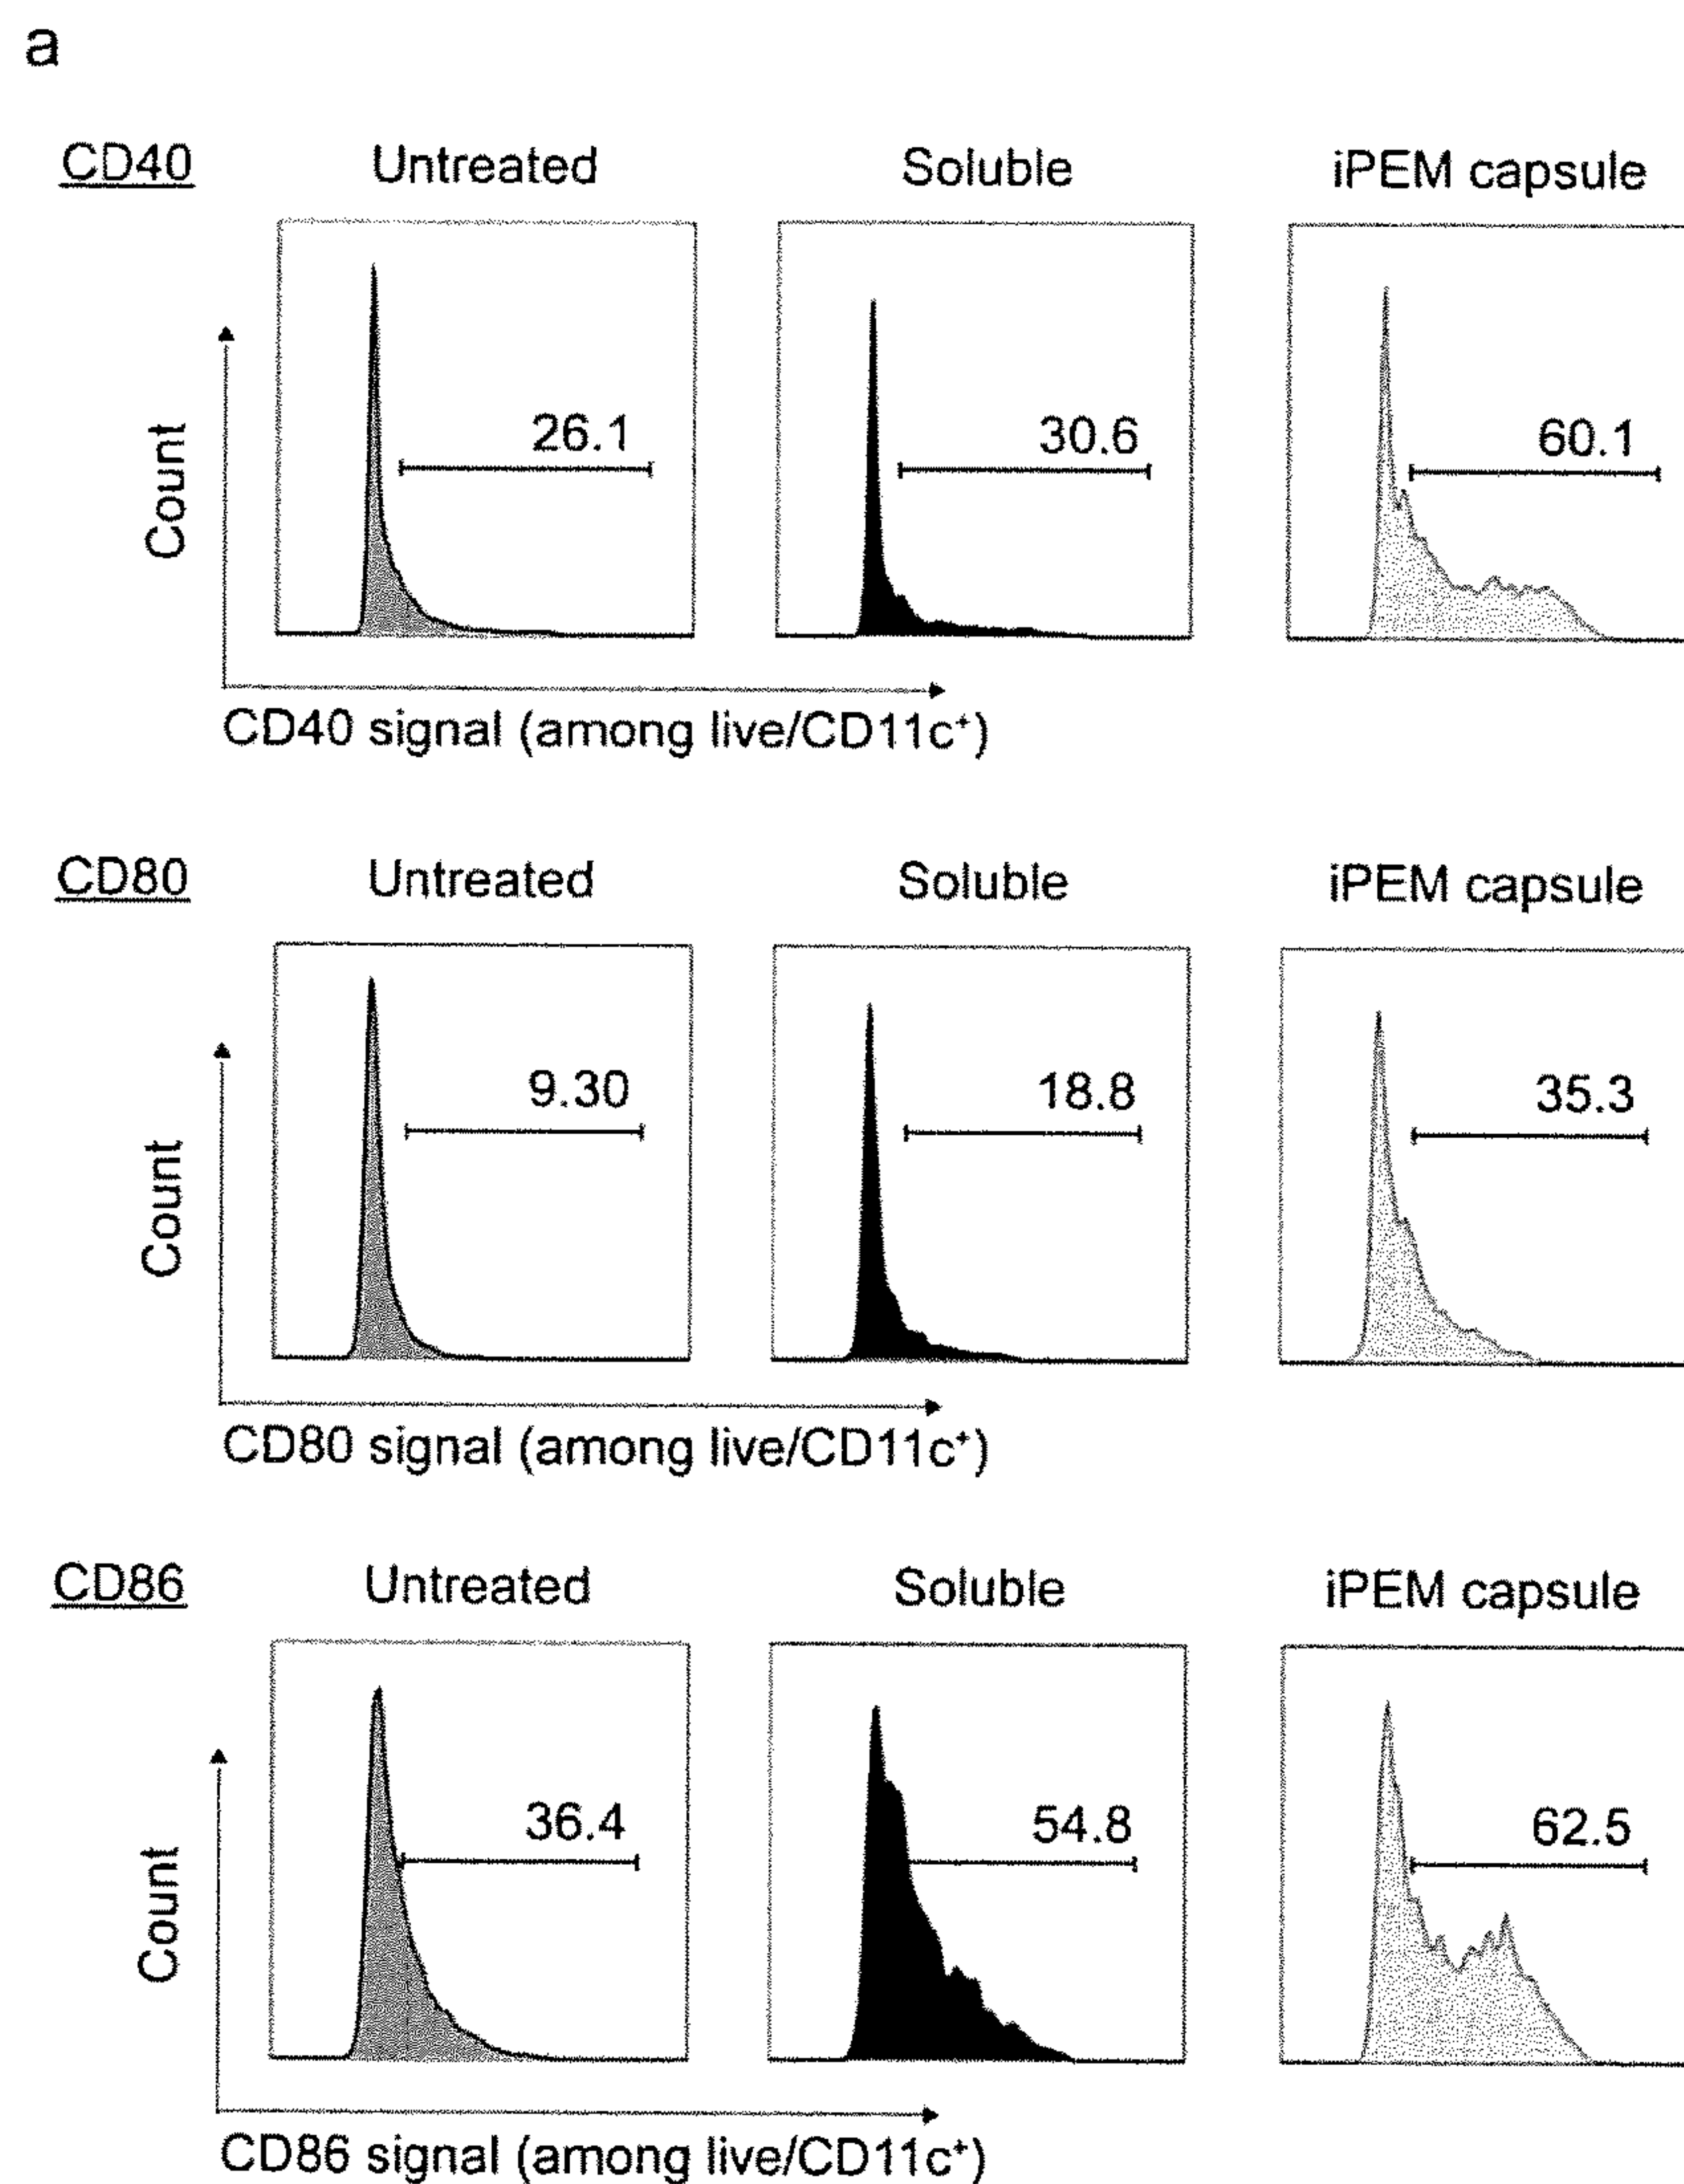 a
CD40 Untreated Soluble iPEM capsule
26.1 30.6 60.1
Count
CD40 signal (among live/CD11c⁺)
CD80 Untreated Soluble iPEM capsule
9.30 18.8 35.3
Count
CD80 signal (among live/CD11c⁺)
CD86 Untreated Soluble iPEM capsule
36.4 54.8 62.5
Count
CD86 signal (among live/CD11c⁺)